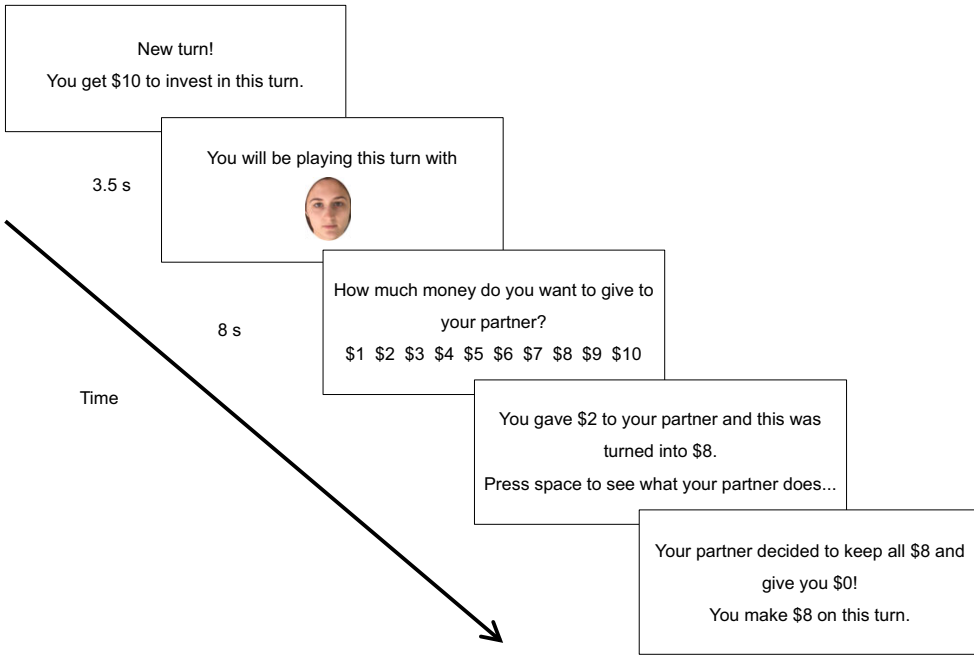 New turn!
You get $10 to invest in this turn.
You will be playing this turn with
3.5 s
How much money do you want to give to
your partner?
$1 $2 $3 $4 $5 $6 $7 $8 $9 $10
8 s
Time
You gave $2 to your partner and this was
turned into $8.
Press space to see what your partner does...
Your partner decided to keep all $8 and
give you $0!
You make $8 on this turn.